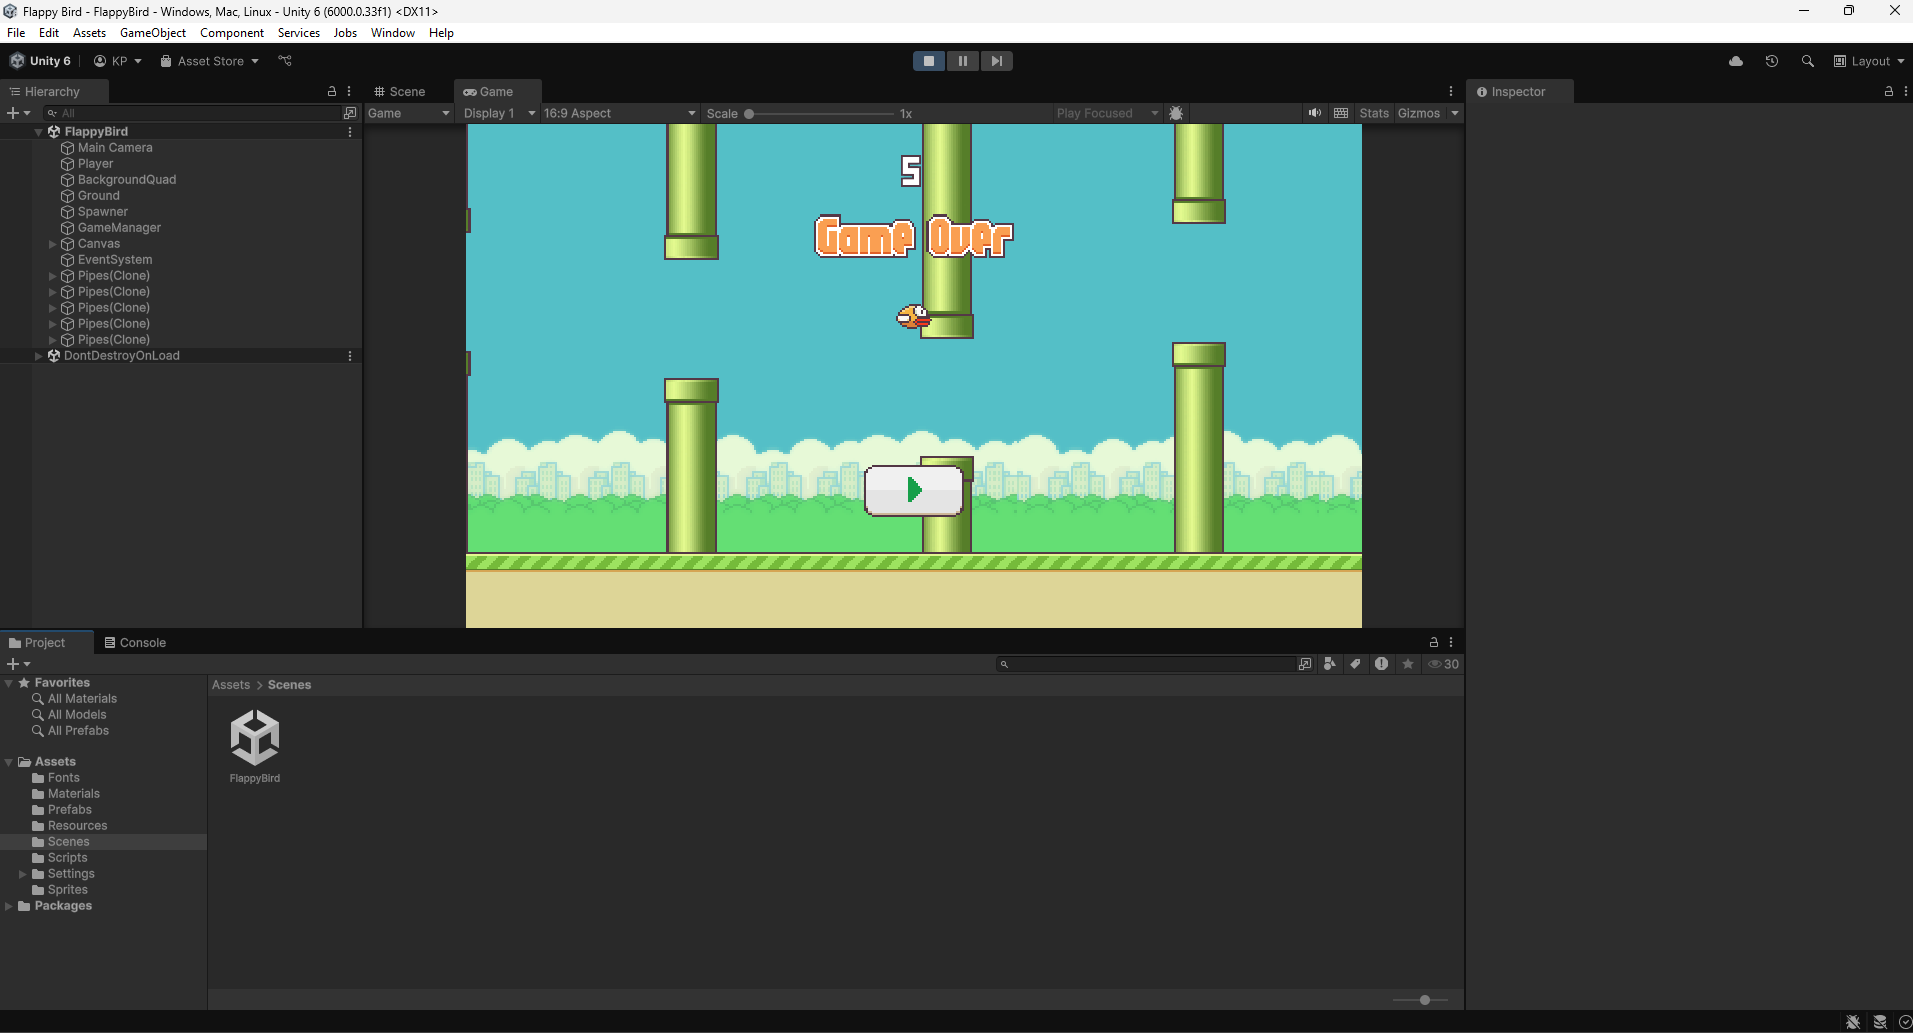 Flappy Bird - FlappyBird - Windows, Mac, Linux - Unity 6 (6000.0.33f1) <DX11>
File Edit Assets GameObject Component Services Jobs Window Help
Unity 6 KP Asset Store Layout
Hierarchy
All
FlappyBird
Main Camera
Player
BackgroundQuad
Ground
Spawner
GameManager
Canvas
EventSystem
Pipes(Clone)
Pipes(Clone)
Pipes(Clone)
Pipes(Clone)
Pipes(Clone)
DontDestroyOnLoad
Scene Game
Game Display 1 16:9 Aspect Scale 1x Play Focused Stats Gizmos
5
Game Over
Inspector
Project Console
30
Favorites
All Materials
All Models
All Prefabs
Assets
Fonts
Materials
Prefabs
Resources
Scenes
Scripts
Settings
Sprites
Packages
Assets > Scenes
FlappyBird